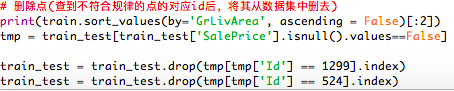 # 删除点(查到不符合规律的点的对应id后，将其从数据集中删去)
print(train.sort_values(by='GrLivArea', ascending = False)[:2])
tmp = train_test[train_test['SalePrice'].isnull().values==False]
train_test = train_test.drop(tmp[tmp['Id'] == 1299].index)
train_test = train_test.drop(tmp[tmp['Id'] == 524].index)